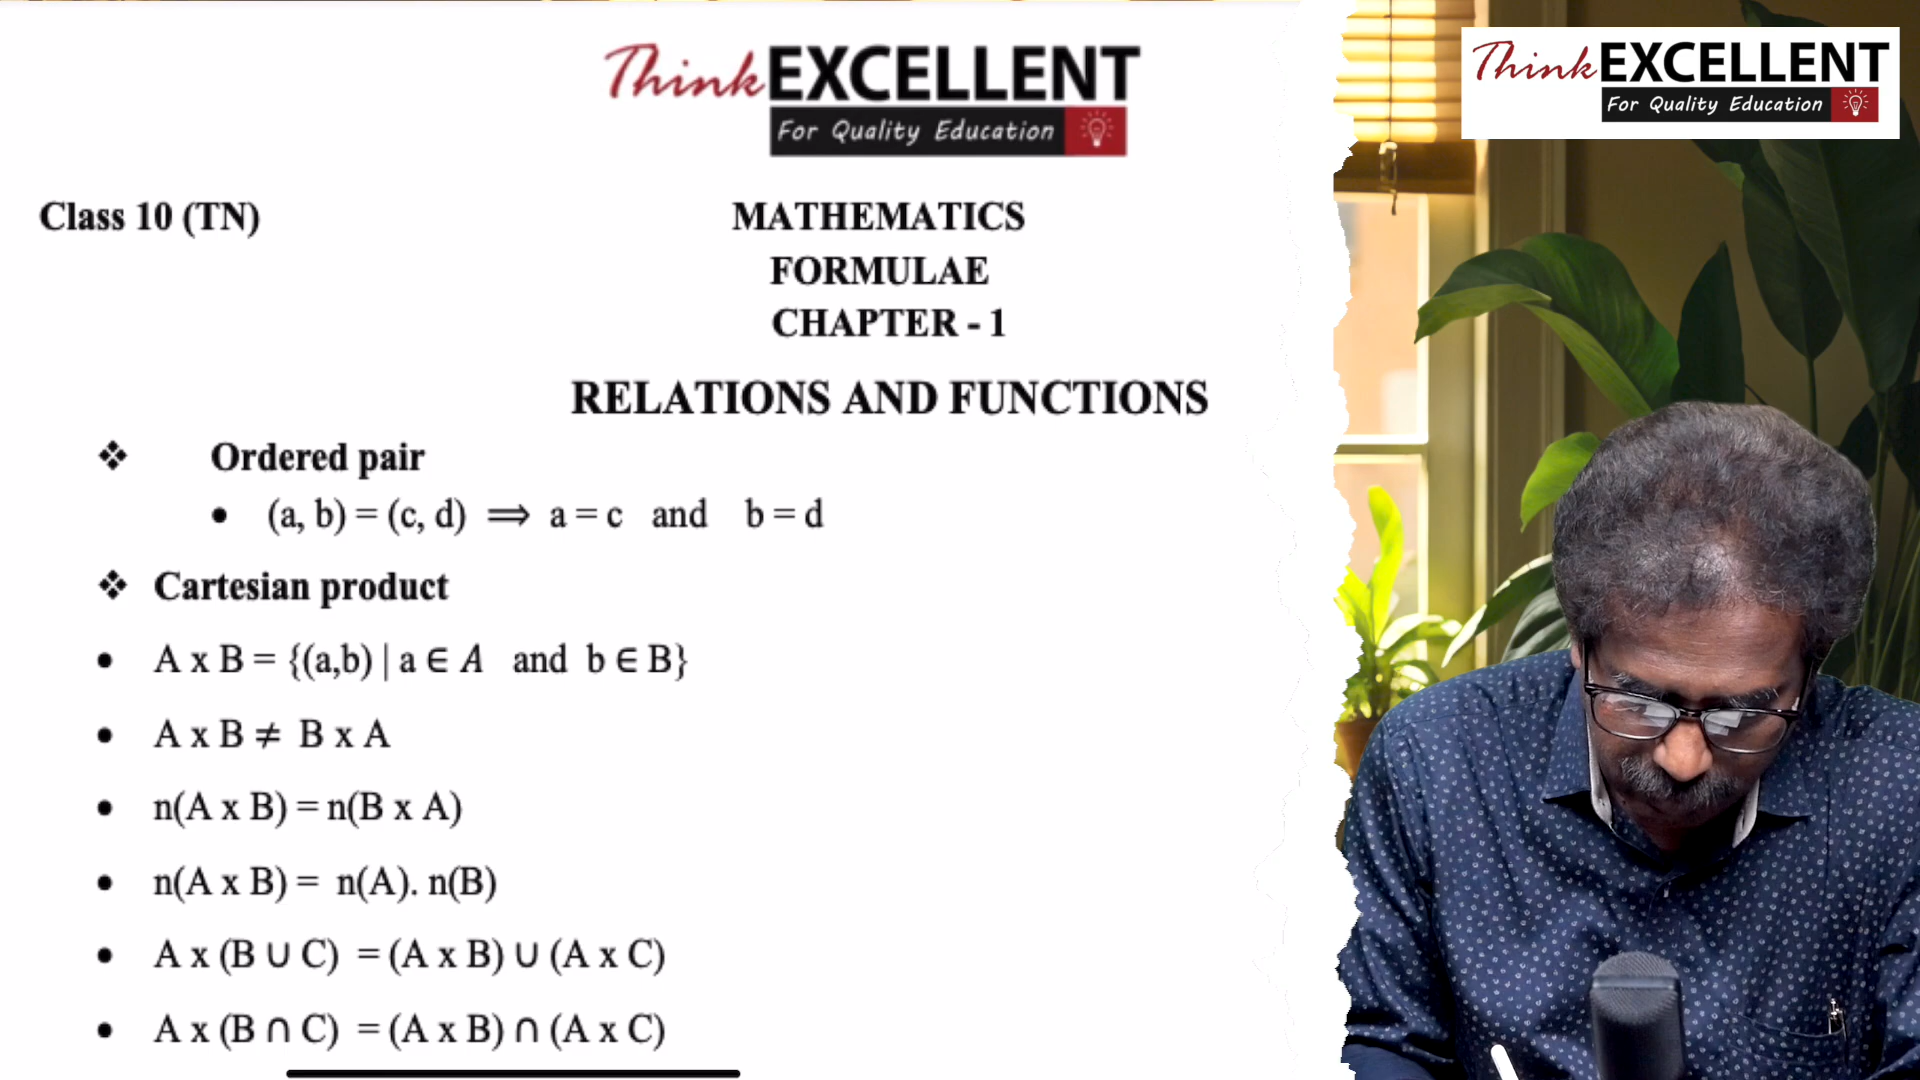 Think EXCELLENT
For Quality Education
Think EXCELLENT
For Quality Education
Class 10 (TN)
MATHEMATICS
FORMULAE
CHAPTER - 1
RELATIONS AND FUNCTIONS
❖ Ordered pair
• (a, b) = (c, d) ⟹ a = c and b = d
❖ Cartesian product
• A x B = {(a,b) | a ∈ A and b ∈ B}
• A x B ≠ B x A
• n(A x B) = n(B x A)
• n(A x B) = n(A). n(B)
• A x (B ∪ C) = (A x B) ∪ (A x C)
• A x (B ∩ C) = (A x B) ∩ (A x C)